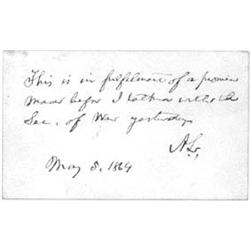 This is in fulfilment of a promise
made before I talked with the
Sec. of War yesterday
A.L.
May 5. 1864